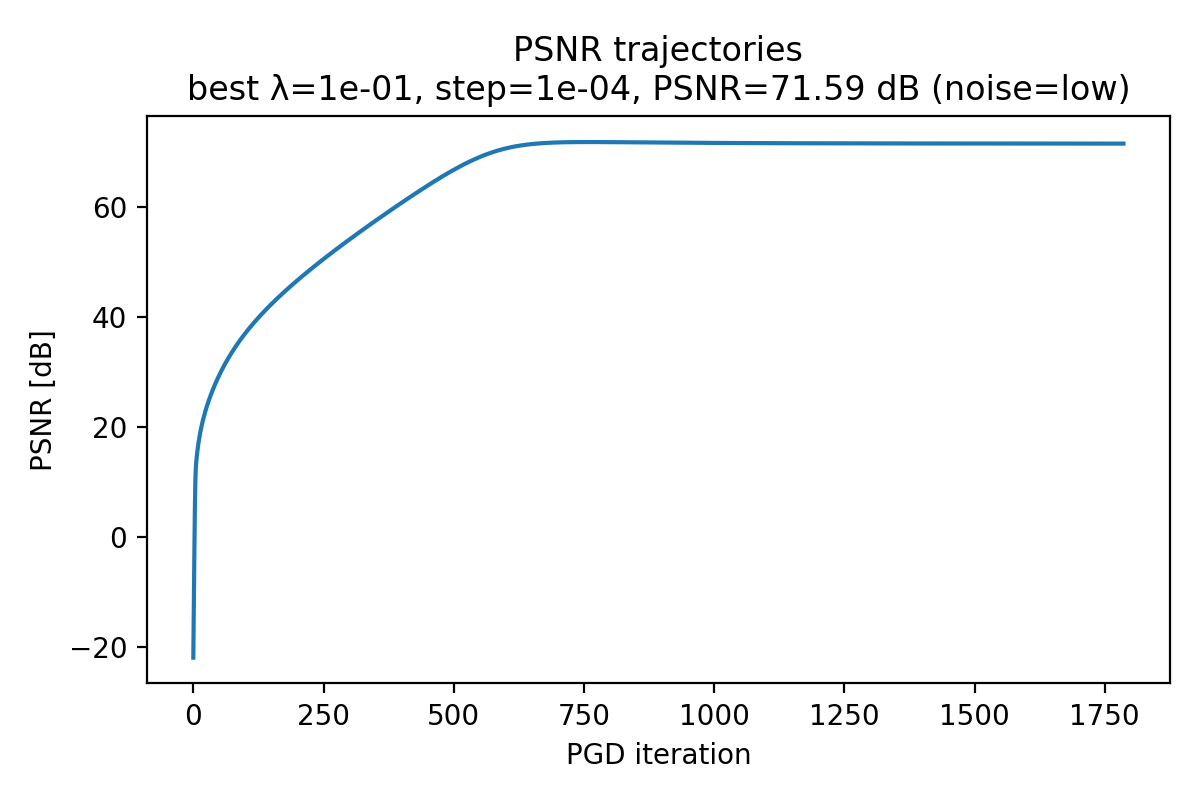 PSNR trajectories
best λ=1e-01, step=1e-04, PSNR=71.59 dB (noise=low)
60
40
20
0
−20
PSNR [dB]
0 250 500 750 1000 1250 1500 1750
PGD iteration